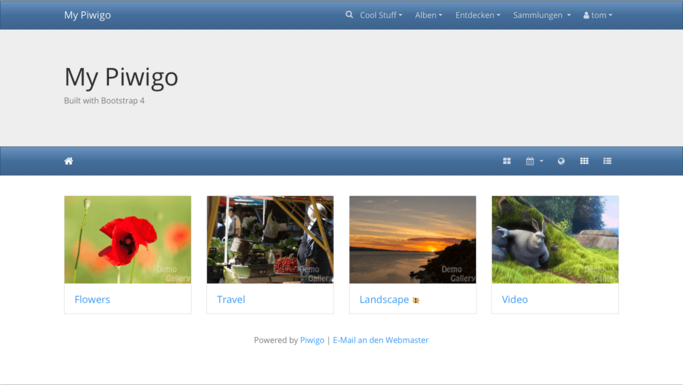 My Piwigo Cool Stuff Alben Entdecken Sammlungen tom
My Piwigo
Built with Bootstrap 4
Demo Gallery
Demo Gallery
Demo Gallery
Demo Gallery
Flowers Travel Landscape Video
Powered by Piwigo | E-Mail an den Webmaster